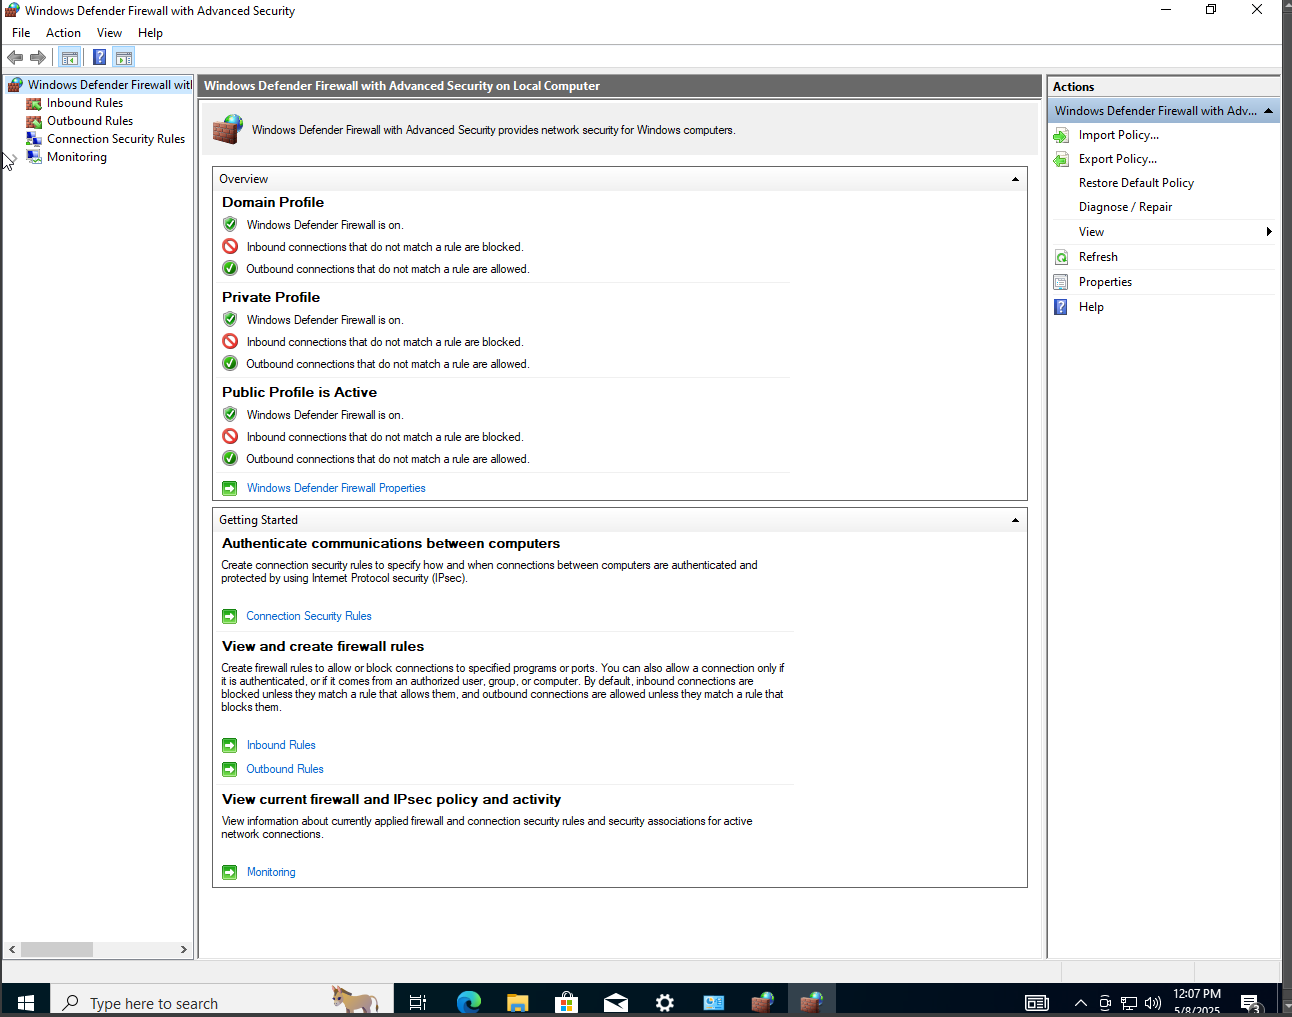 Windows Defender Firewall with Advanced Security
File Action View Help
Windows Defender Firewall wit
Inbound Rules
Outbound Rules
Connection Security Rules
Monitoring
Windows Defender Firewall with Advanced Security on Local Computer
Windows Defender Firewall with Advanced Security provides network security for Windows computers.
Overview
Domain Profile
Windows Defender Firewall is on.
Inbound connections that do not match a rule are blocked.
Outbound connections that do not match a rule are allowed.
Private Profile
Windows Defender Firewall is on.
Inbound connections that do not match a rule are blocked.
Outbound connections that do not match a rule are allowed.
Public Profile is Active
Windows Defender Firewall is on.
Inbound connections that do not match a rule are blocked.
Outbound connections that do not match a rule are allowed.
Windows Defender Firewall Properties
Getting Started
Authenticate communications between computers
Create connection security rules to specify how and when connections between computers are authenticated and
protected by using Internet Protocol security (IPsec).
Connection Security Rules
View and create firewall rules
Create firewall rules to allow or block connections to specified programs or ports. You can also allow a connection only if
it is authenticated, or if it comes from an authorized user, group, or computer. By default, inbound connections are
blocked unless they match a rule that allows them, and outbound connections are allowed unless they match a rule that
blocks them.
Inbound Rules
Outbound Rules
View current firewall and IPsec policy and activity
View information about currently applied firewall and connection security rules and security associations for active
network connections.
Monitoring
Actions
Windows Defender Firewall with Adv...
Import Policy...
Export Policy...
Restore Default Policy
Diagnose / Repair
View
Refresh
Properties
Help
Type here to search
12:07 PM
5/8/2025
3